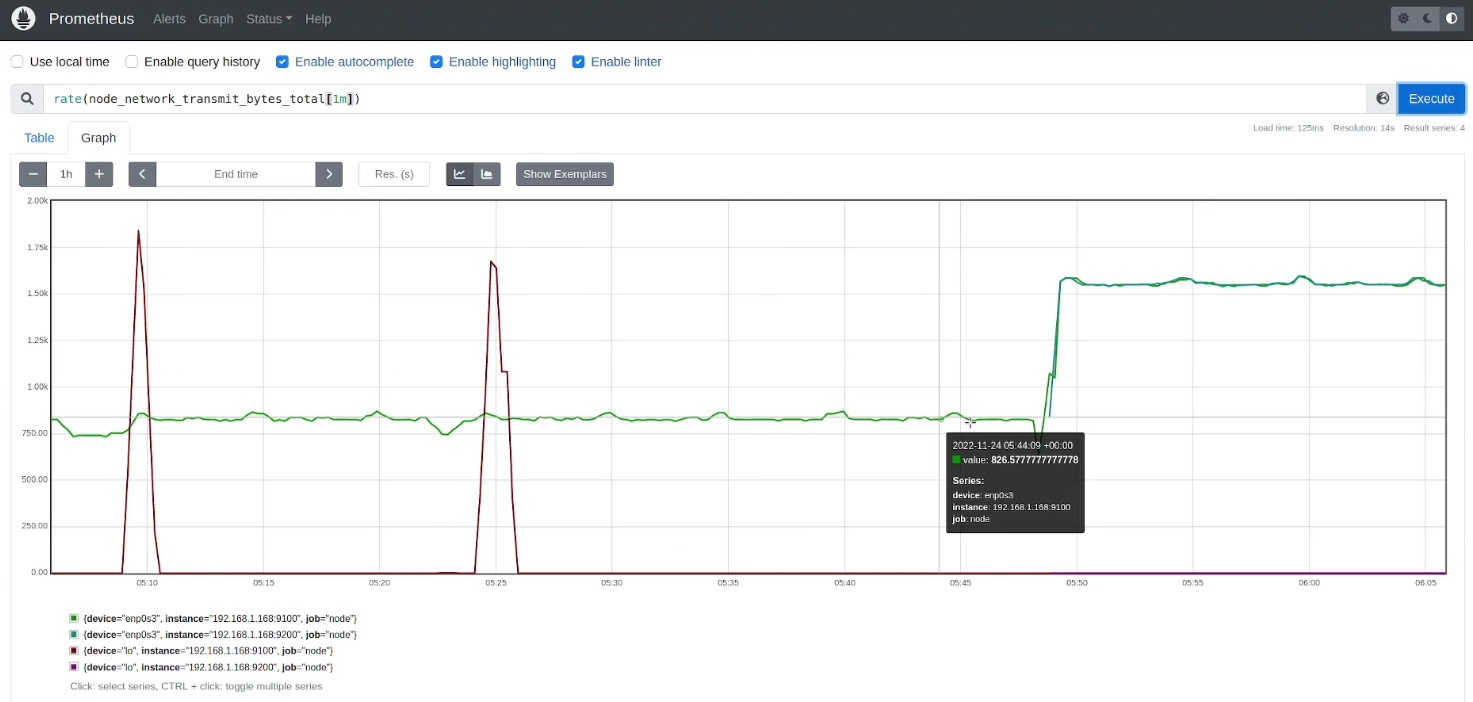 Prometheus Alerts Graph Status Help
Use local time Enable query history Enable autocomplete Enable highlighting Enable linter
rate(node_network_transmit_bytes_total[1m]) Execute
Load time: 125ms Resolution: 14s Result series: 4
Table Graph
− 1h + End time Res. (s) Show Exemplars
2.00k
1.75k
1.50k
1.25k
1.00k
750.00
500.00
250.00
0.00
2022-11-24 05:44:09 +00:00
value: 826.5777777777778
Series:
device: enp0s3
instance: 192.168.1.168:9100
job: node
05:10 05:15 05:20 05:25 05:30 05:35 05:40 05:45 05:50 05:55 06:00 06:05
{device="enp0s3", instance="192.168.1.168:9100", job="node"}
{device="enp0s3", instance="192.168.1.168:9200", job="node"}
{device="lo", instance="192.168.1.168:9100", job="node"}
{device="lo", instance="192.168.1.168:9200", job="node"}
Click: select series, CTRL + click: toggle multiple series